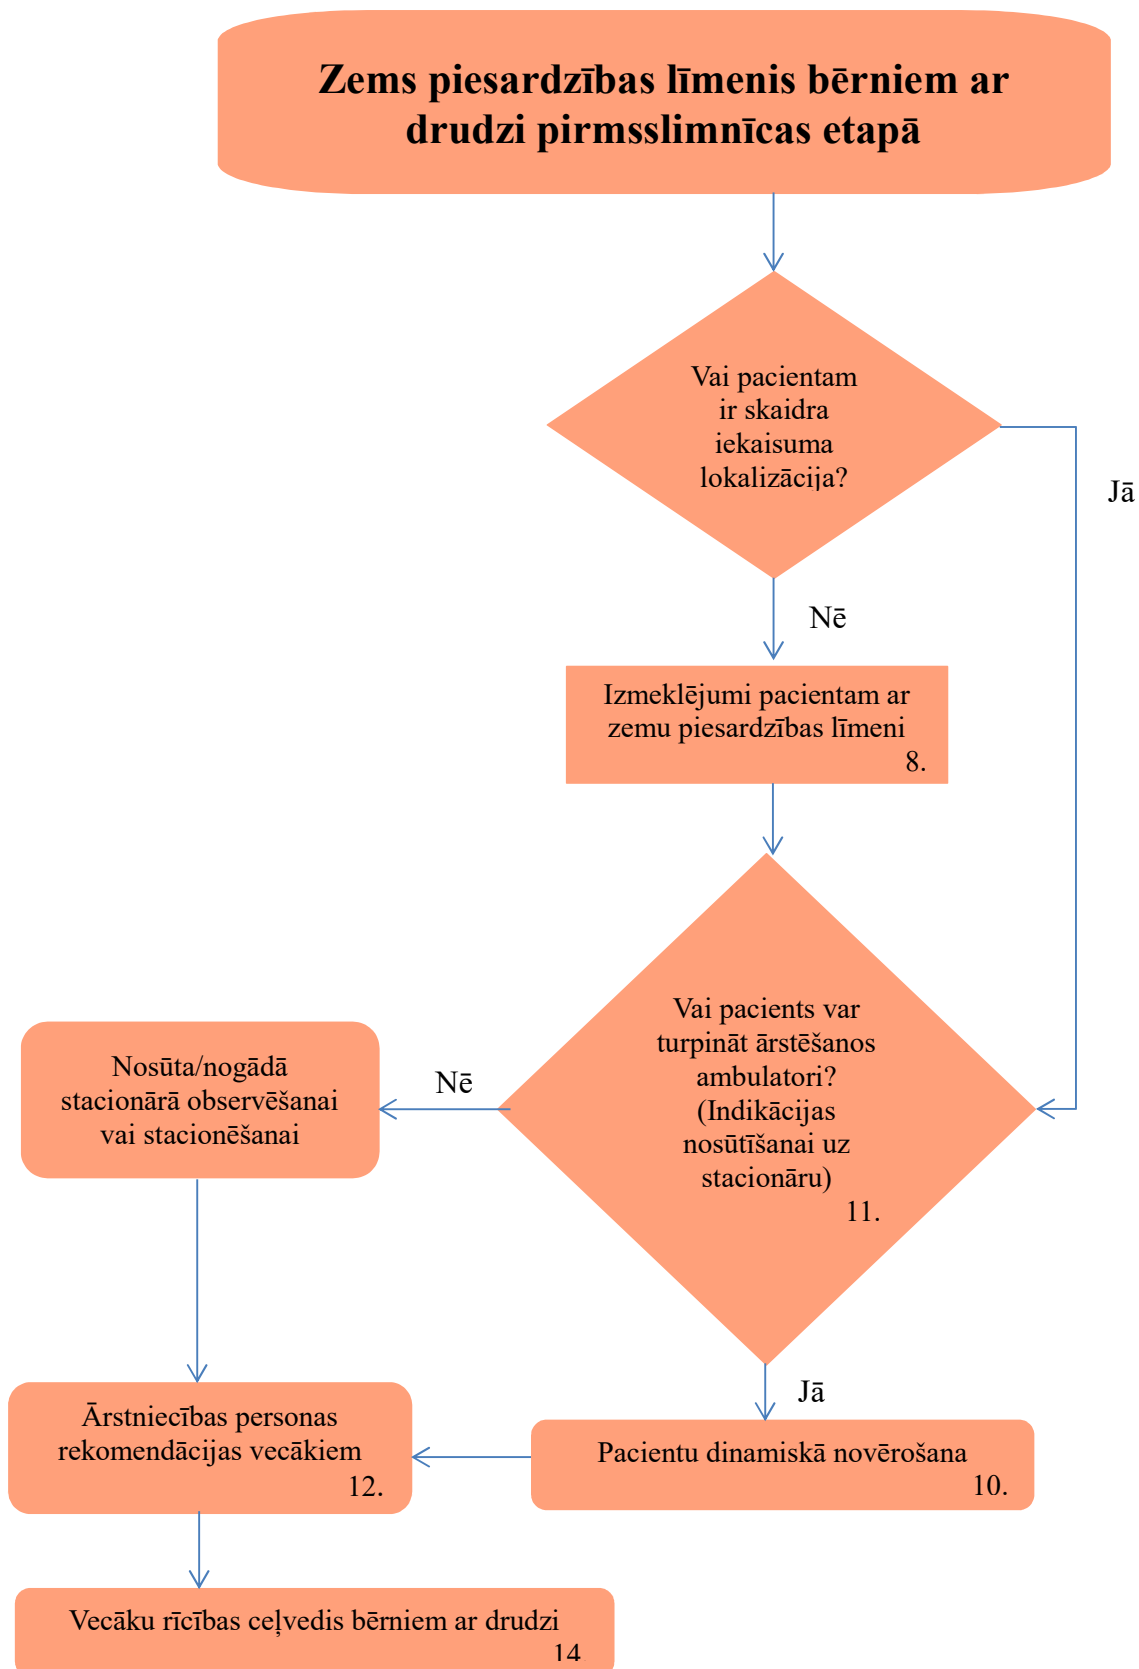 Zems piesardzības līmenis bērniem ar
drudzi pirmsslimnīcas etapā
Vai pacientam
ir skaidra
iekaisuma
lokalizācija?
Jā
Nē
Izmeklējumi pacientam ar
zemu piesardzības līmeni
8.
Vai pacients var
turpināt ārstēšanos
ambulatori?
(Indikācijas
nosūtīšanai uz
stacionāru)
11.
Nē
Nosūta/nogādā
stacionārā observēšanai
vai stacionēšanai
Jā
Ārstniecības personas
rekomendācijas vecākiem
12.
Pacientu dinamiskā novērošana
10.
Vecāku rīcības ceļvedis bērniem ar drudzi
14